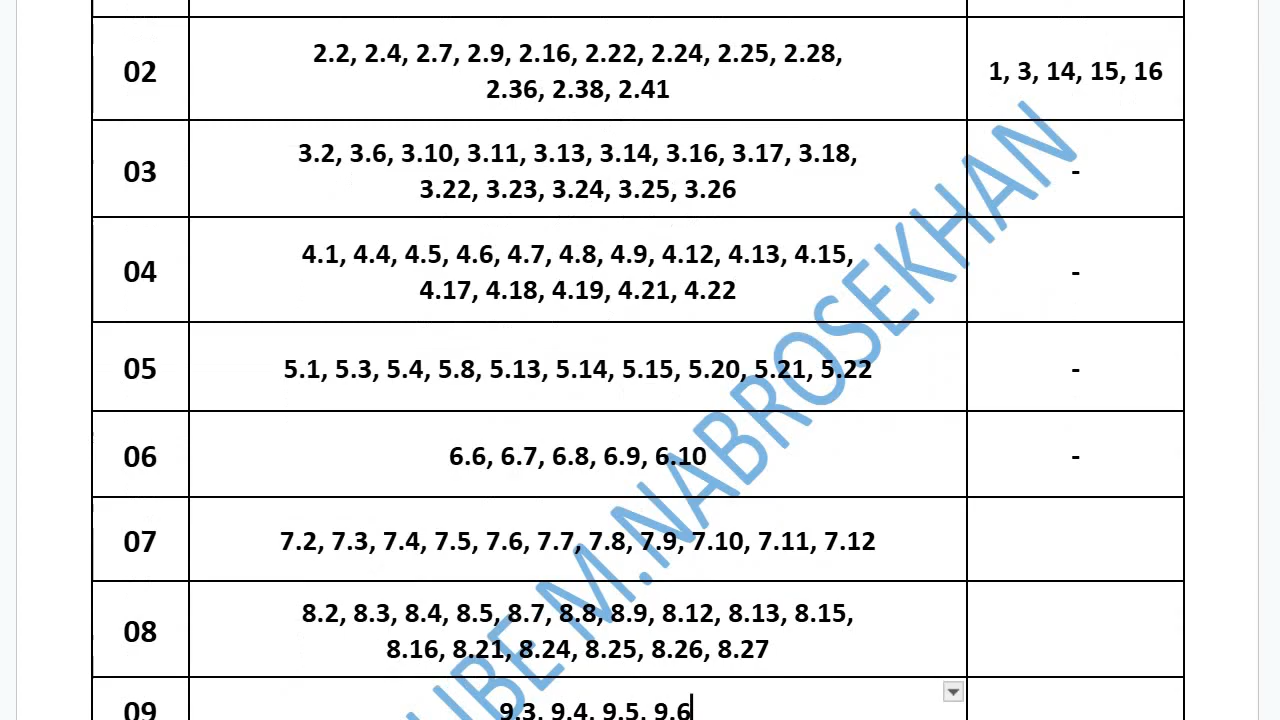 02
2.2, 2.4, 2.7, 2.9, 2.16, 2.22, 2.24, 2.25, 2.28,
2.36, 2.38, 2.41
1, 3, 14, 15, 16
03
3.2, 3.6, 3.10, 3.11, 3.13, 3.14, 3.16, 3.17, 3.18,
3.22, 3.23, 3.24, 3.25, 3.26
-
04
4.1, 4.4, 4.5, 4.6, 4.7, 4.8, 4.9, 4.12, 4.13, 4.15,
4.17, 4.18, 4.19, 4.21, 4.22
-
05
5.1, 5.3, 5.4, 5.8, 5.13, 5.14, 5.15, 5.20, 5.21, 5.22
-
06
6.6, 6.7, 6.8, 6.9, 6.10
-
07
7.2, 7.3, 7.4, 7.5, 7.6, 7.7, 7.8, 7.9, 7.10, 7.11, 7.12
08
8.2, 8.3, 8.4, 8.5, 8.7, 8.8, 8.9, 8.12, 8.13, 8.15,
8.16, 8.21, 8.24, 8.25, 8.26, 8.27
09
9.3, 9.4, 9.5, 9.6
UBE M.NABROSEKHAN